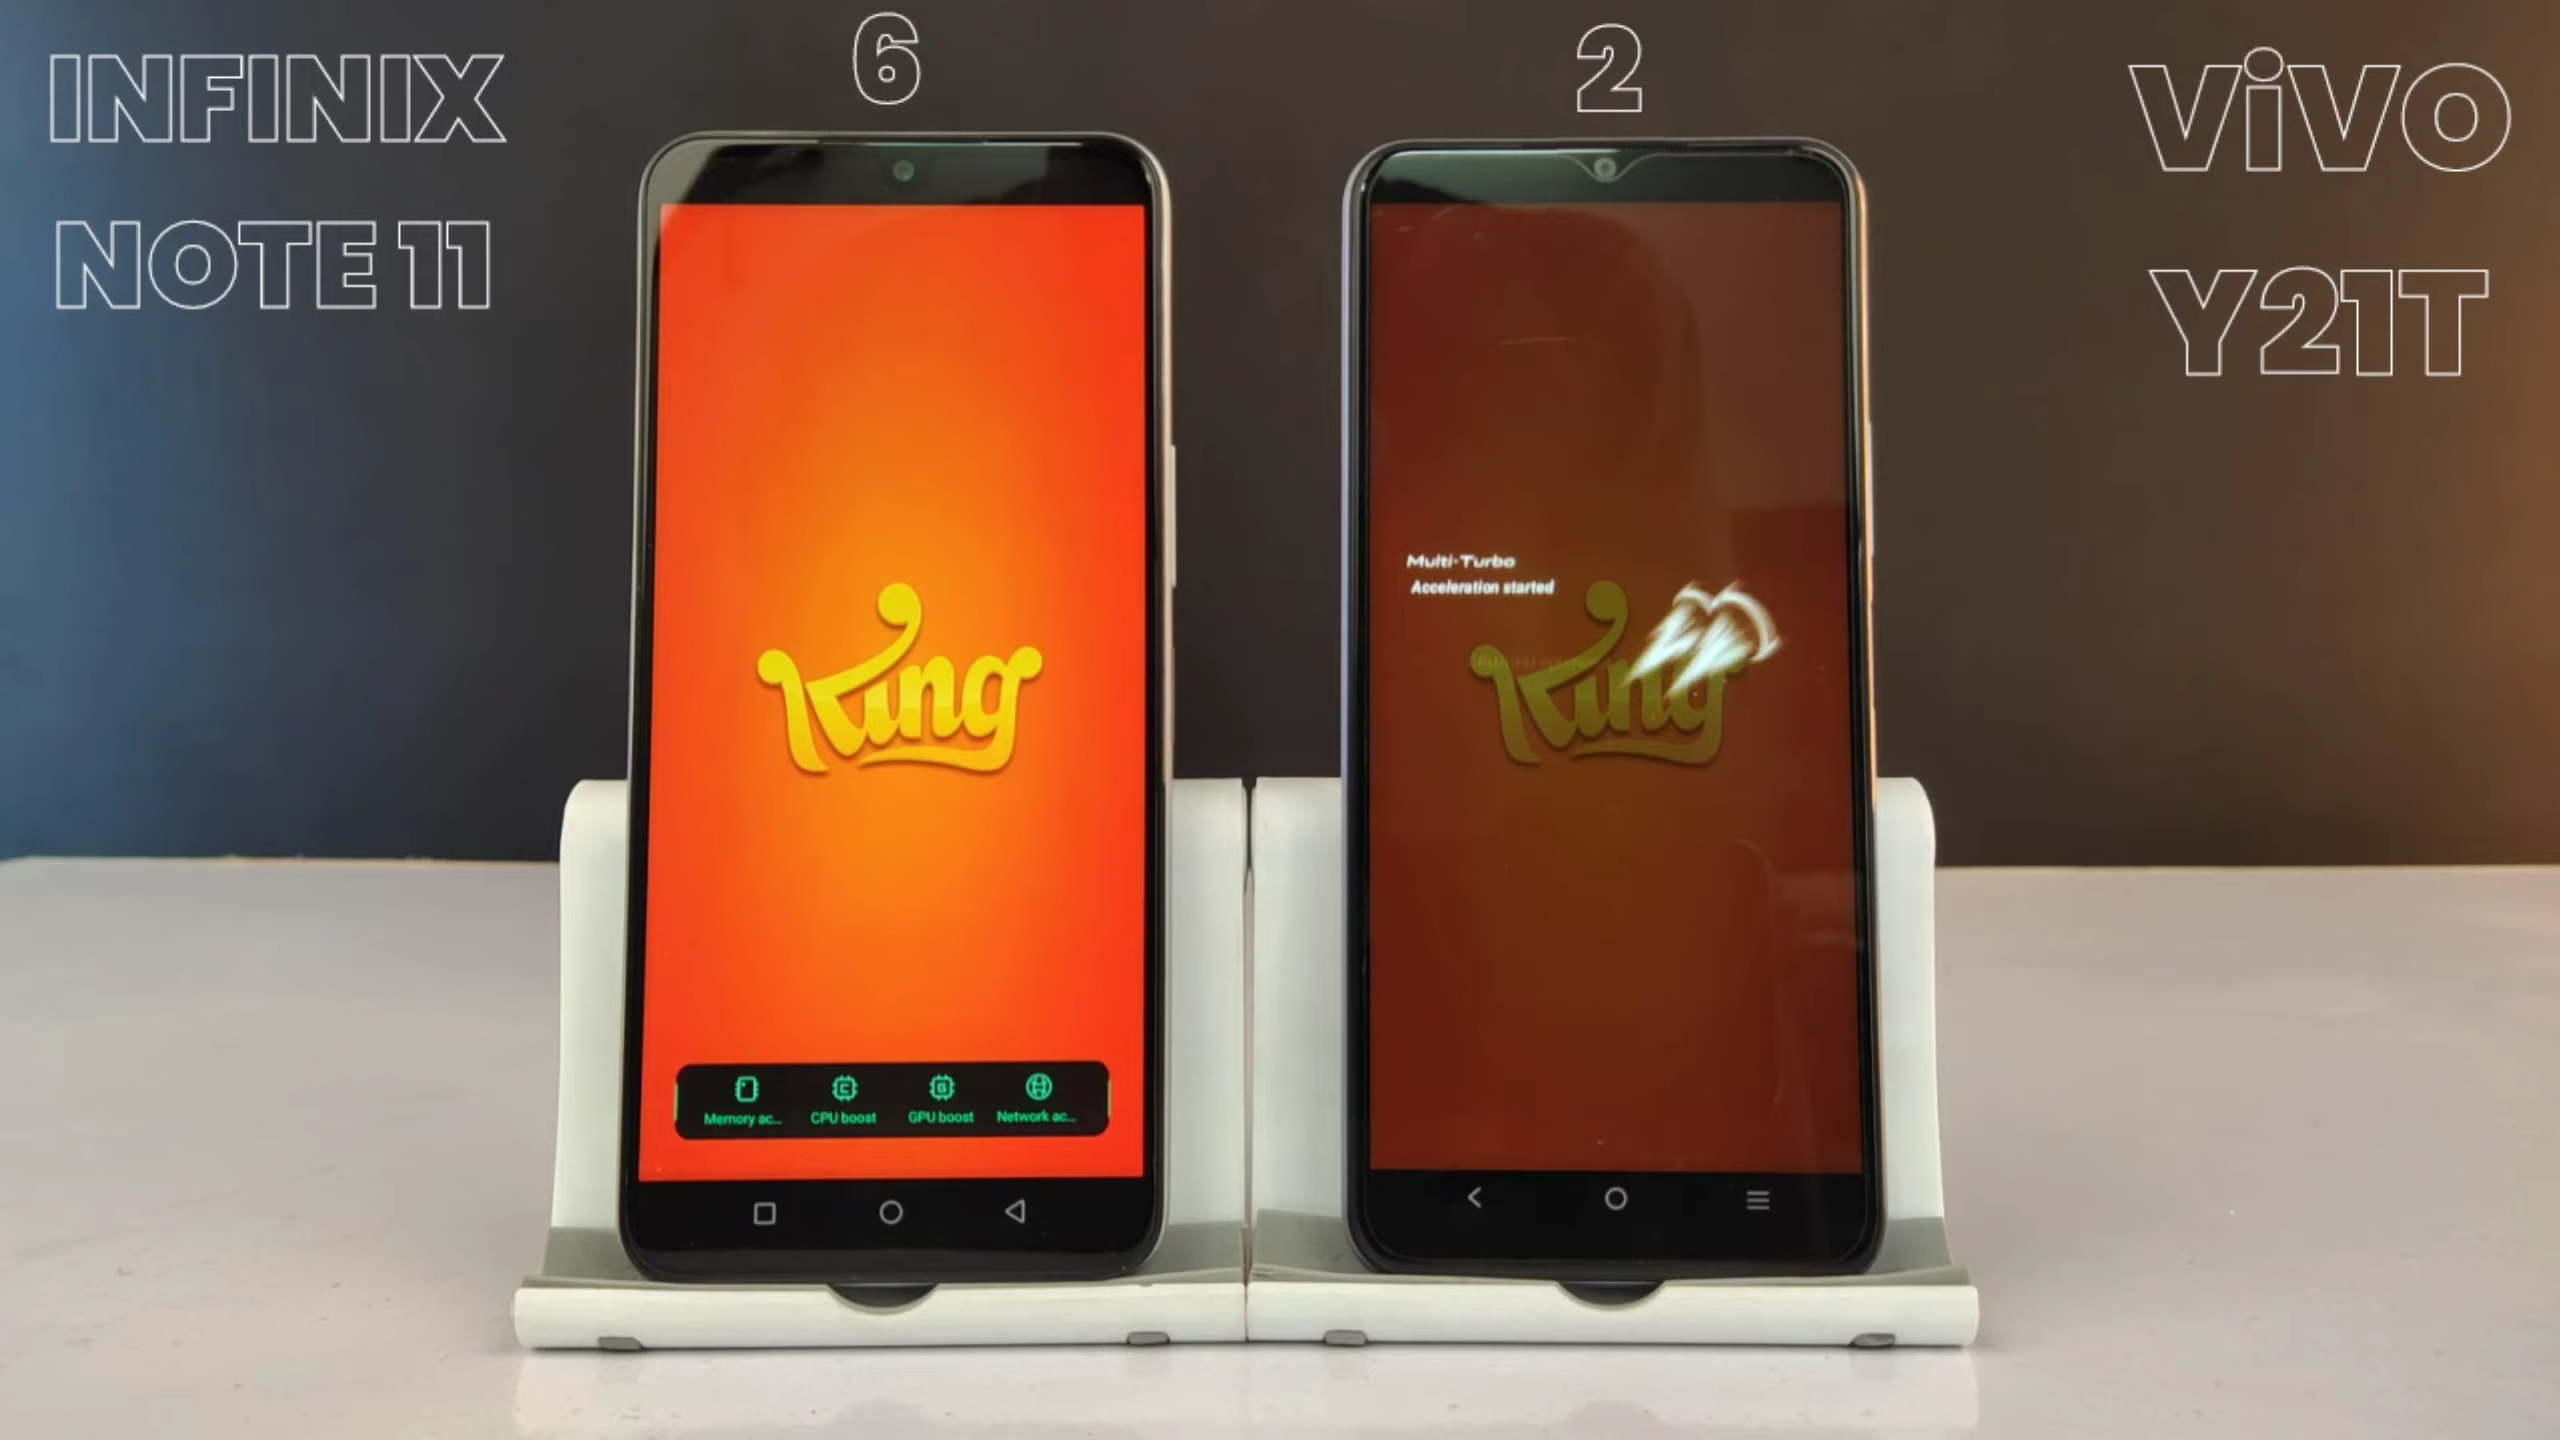 INFINIX
NOTE 11
6
2
ViVO
Y21T
King
Memory ac...
CPU boost
GPU boost
Network ac...
Multi-Turbo
Acceleration started
King